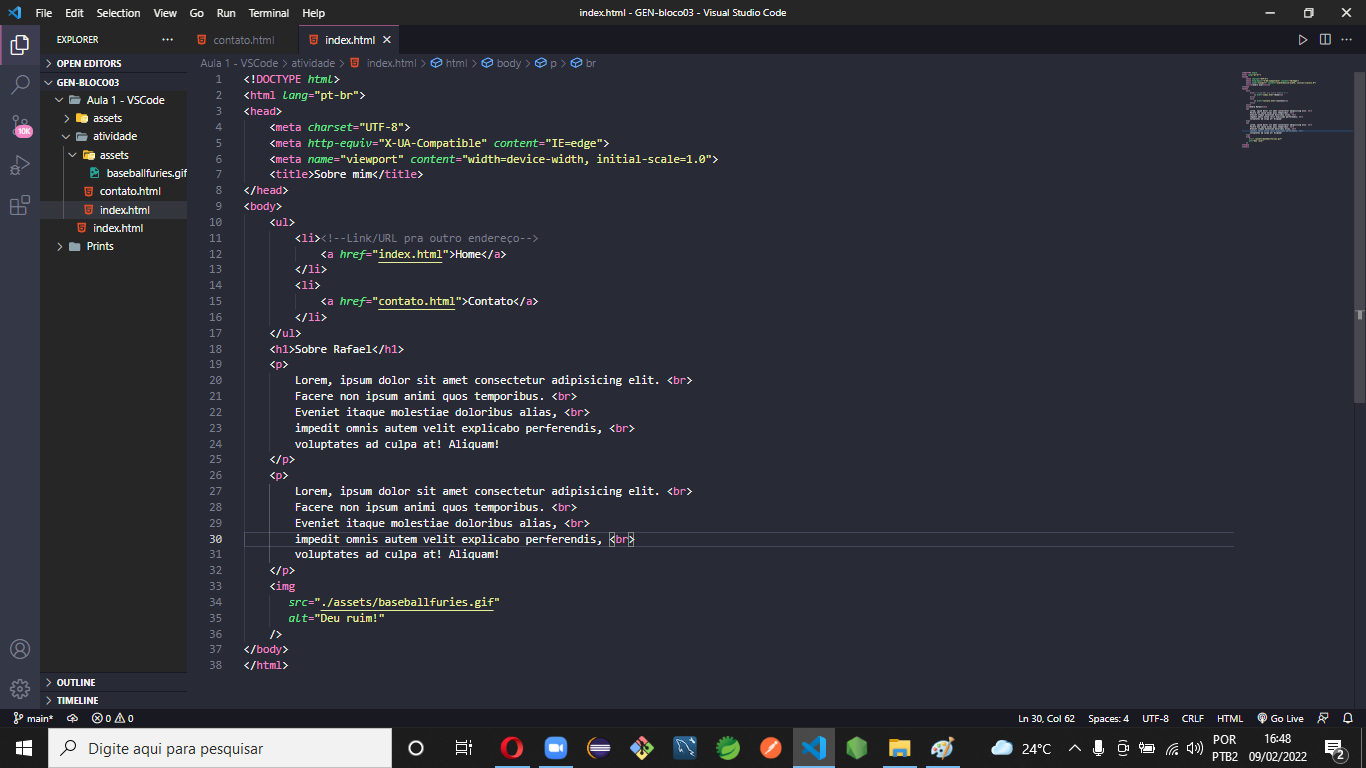 File Edit Selection View Go Run Terminal Help
index.html - GEN-bloco03 - Visual Studio Code
EXPLORER
contato.html
index.html
OPEN EDITORS
Aula 1 - VSCode > atividade > index.html > html > body > p > br
GEN-BLOCO03
Aula 1 - VSCode
assets
atividade
assets
baseballfuries.gif
contato.html
index.html
index.html
Prints
10K
1 <!DOCTYPE html>
2 <html lang="pt-br">
3 <head>
4 <meta charset="UTF-8">
5 <meta http-equiv="X-UA-Compatible" content="IE=edge">
6 <meta name="viewport" content="width=device-width, initial-scale=1.0">
7 <title>Sobre mim</title>
8 </head>
9 <body>
10 <ul>
11 <li><!--Link/URL pra outro endereço-->
12 <a href="index.html">Home</a>
13 </li>
14 <li>
15 <a href="contato.html">Contato</a>
16 </li>
17 </ul>
18 <h1>Sobre Rafael</h1>
19 <p>
20 Lorem, ipsum dolor sit amet consectetur adipisicing elit. <br>
21 Facere non ipsum animi quos temporibus. <br>
22 Eveniet itaque molestiae doloribus alias, <br>
23 impedit omnis autem velit explicabo perferendis, <br>
24 voluptates ad culpa at! Aliquam!
25 </p>
26 <p>
27 Lorem, ipsum dolor sit amet consectetur adipisicing elit. <br>
28 Facere non ipsum animi quos temporibus. <br>
29 Eveniet itaque molestiae doloribus alias, <br>
30 impedit omnis autem velit explicabo perferendis, <br>
31 voluptates ad culpa at! Aliquam!
32 </p>
33 <img
34 src="./assets/baseballfuries.gif"
35 alt="Deu ruim!"
36 />
37 </body>
38 </html>
OUTLINE
TIMELINE
main* 0 0
Ln 30, Col 62 Spaces: 4 UTF-8 CRLF HTML Go Live
Digite aqui para pesquisar
24°C
POR
PTB2
16:48
09/02/2022
2